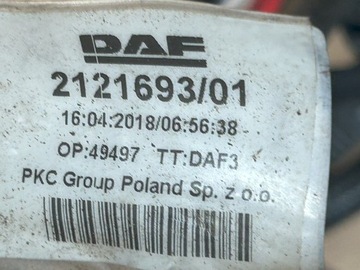 DAF
2121693/01
16:04:2018/06:56:38
OP:49497 TT:DAF3
PKC Group Poland Sp. z o.o.